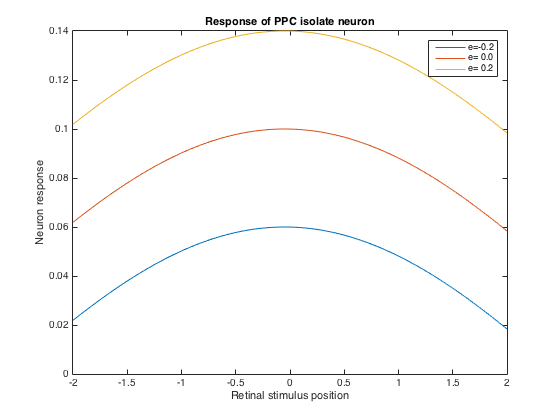 Response of PPC isolate neuron
e=-0.2
e= 0.0
e= 0.2
Neuron response
0.14
0.12
0.1
0.08
0.06
0.04
0.02
0
-2 -1.5 -1 -0.5 0 0.5 1 1.5 2
Retinal stimulus position